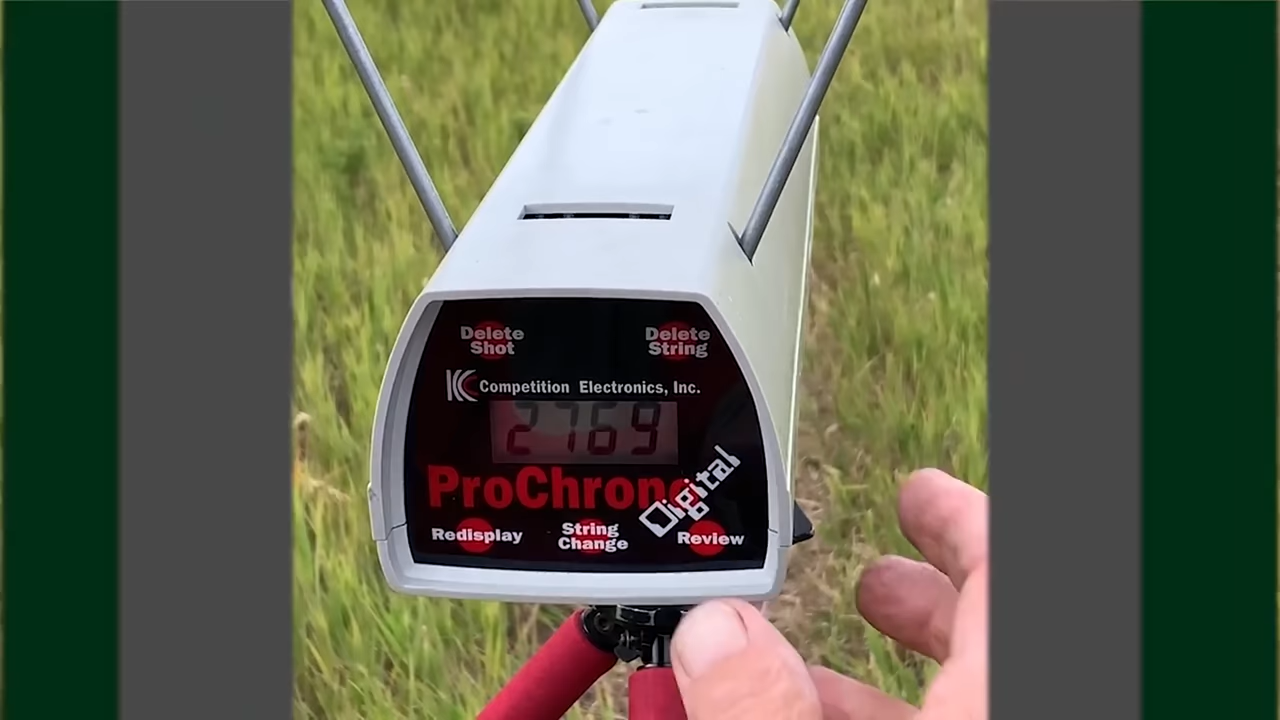 Delete
Shot
Delete
String
Competition Electronics, Inc.
2769
ProChrono
Digital
Redisplay
String
Change
Review